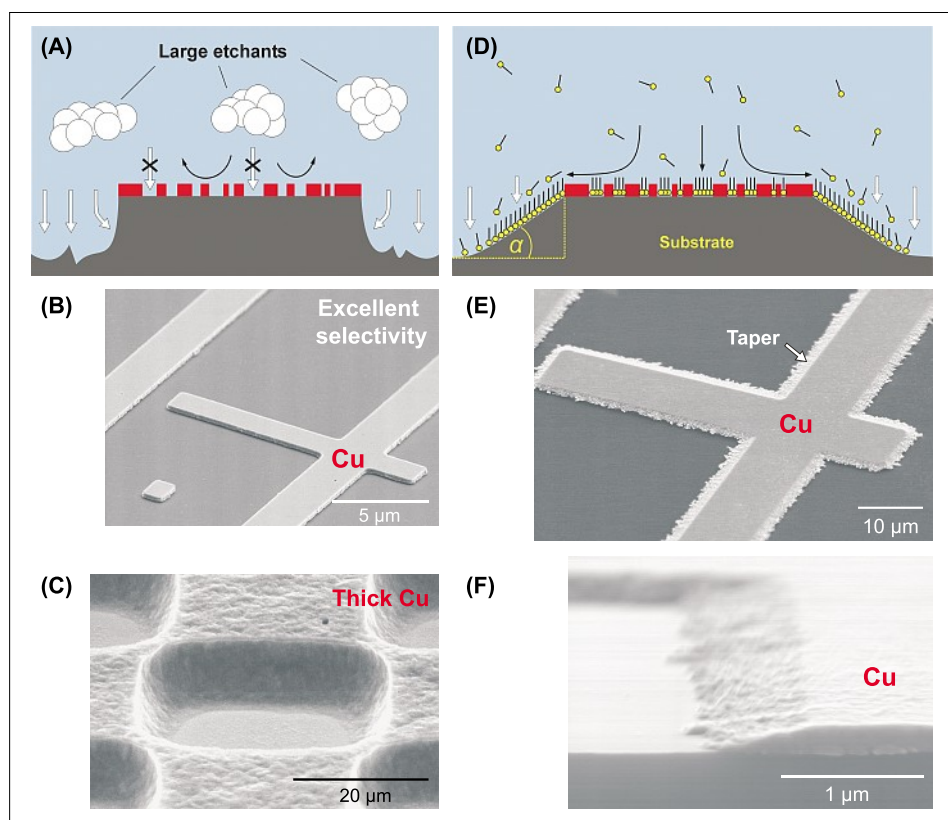 (A)
Large etchants
(D)
α
Substrate
(B)
Excellent
selectivity
Cu
5 µm
(E)
Taper
Cu
10 µm
(C)
Thick Cu
20 µm
(F)
Cu
1 µm